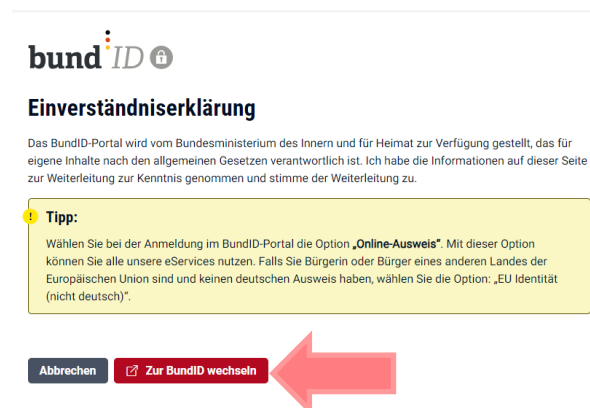 bund ID
Einverständniserklärung
Das BundID-Portal wird vom Bundesministerium des Innern und für Heimat zur Verfügung gestellt, das für
eigene Inhalte nach den allgemeinen Gesetzen verantwortlich ist. Ich habe die Informationen auf dieser Seite
zur Weiterleitung zur Kenntnis genommen und stimme der Weiterleitung zu.
! Tipp:
Wählen Sie bei der Anmeldung im BundID-Portal die Option „Online-Ausweis“. Mit dieser Option
können Sie alle unsere eServices nutzen. Falls Sie Bürgerin oder Bürger eines anderen Landes der
Europäischen Union sind und keinen deutschen Ausweis haben, wählen Sie die Option: „EU Identität
(nicht deutsch)“.
Abbrechen Zur BundID wechseln